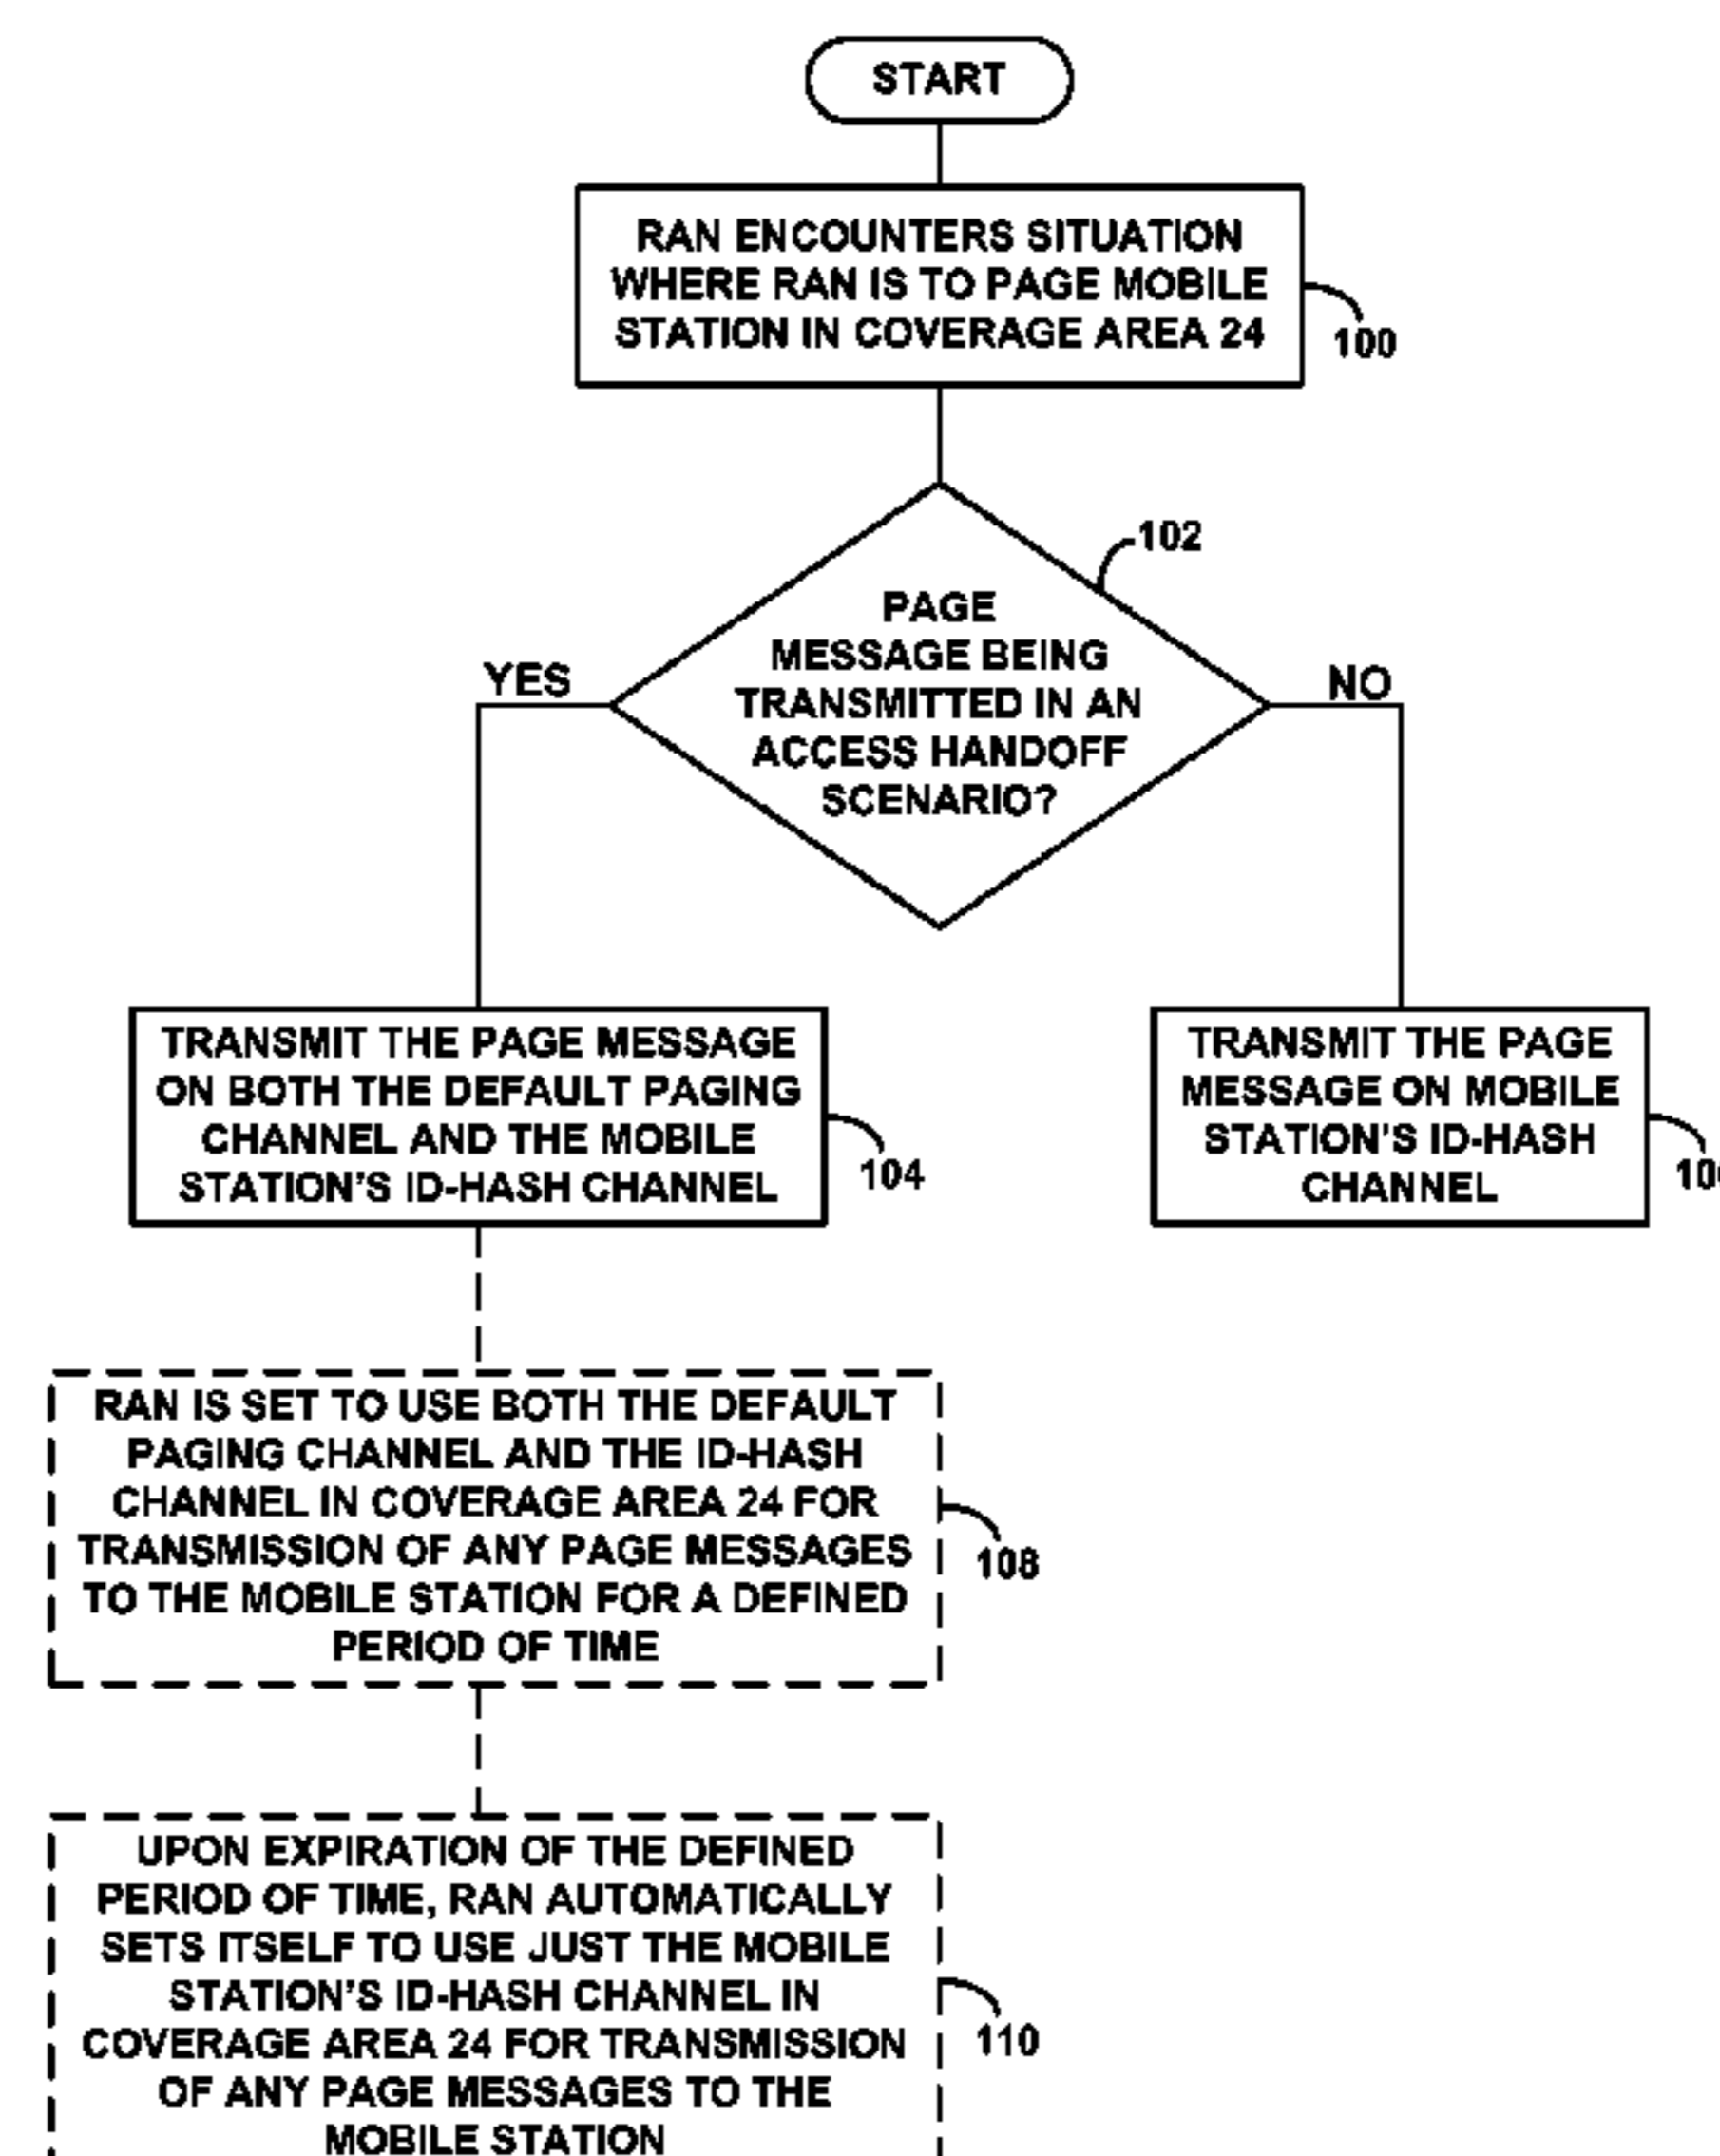 START
RAN ENCOUNTERS SITUATION
WHERE RAN IS TO PAGE MOBILE
STATION IN COVERAGE AREA 24
100
102
PAGE
MESSAGE BEING
TRANSMITTED IN AN
ACCESS HANDOFF
SCENARIO?
YES
NO
TRANSMIT THE PAGE MESSAGE
ON BOTH THE DEFAULT PAGING
CHANNEL AND THE MOBILE
STATION'S ID-HASH CHANNEL
104
TRANSMIT THE PAGE
MESSAGE ON MOBILE
STATION'S ID-HASH
CHANNEL
RAN IS SET TO USE BOTH THE DEFAULT
PAGING CHANNEL AND THE ID-HASH
CHANNEL IN COVERAGE AREA 24 FOR
TRANSMISSION OF ANY PAGE MESSAGES
TO THE MOBILE STATION FOR A DEFINED
PERIOD OF TIME
108
UPON EXPIRATION OF THE DEFINED
PERIOD OF TIME, RAN AUTOMATICALLY
SETS ITSELF TO USE JUST THE MOBILE
STATION'S ID-HASH CHANNEL IN
COVERAGE AREA 24 FOR TRANSMISSION
OF ANY PAGE MESSAGES TO THE
MOBILE STATION
110